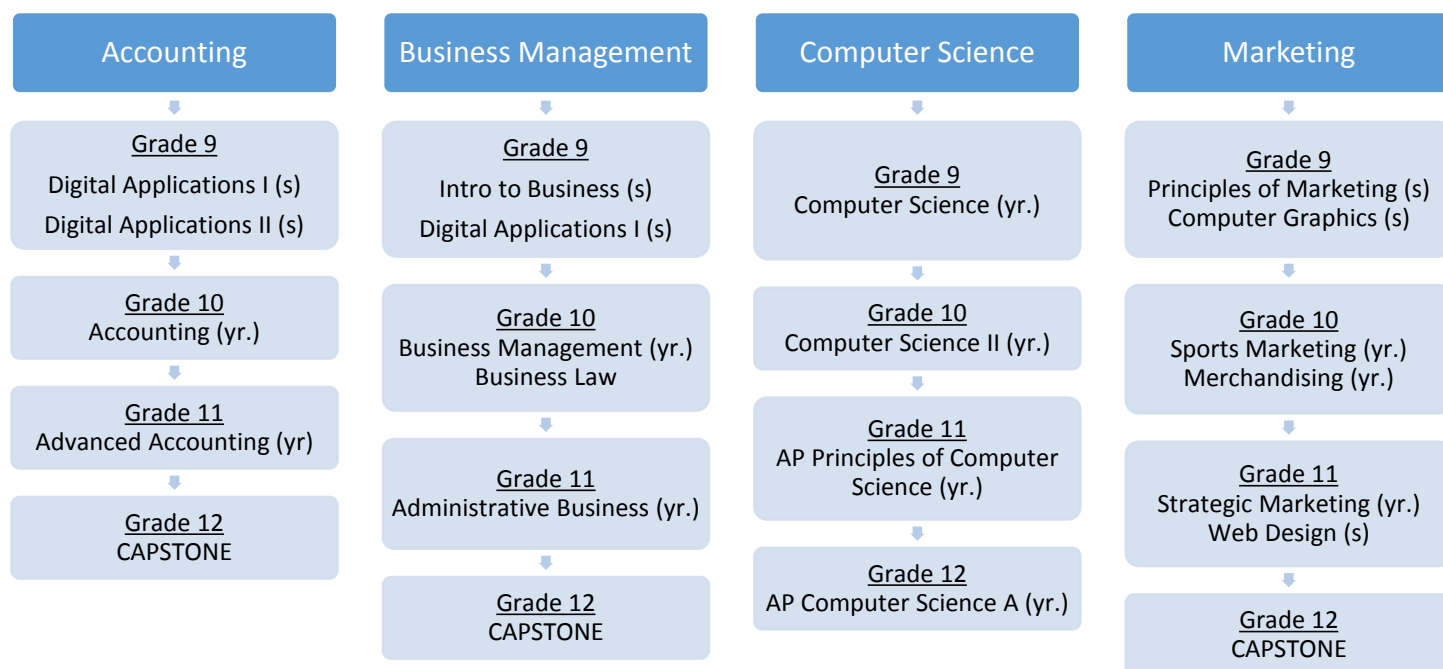 Accounting
Grade 9
Digital Applications I (s)
Digital Applications II (s)
Grade 10
Accounting (yr.)
Grade 11
Advanced Accounting (yr)
Grade 12
CAPSTONE
Business Management
Grade 9
Intro to Business (s)
Digital Applications I (s)
Grade 10
Business Management (yr.)
Business Law
Grade 11
Administrative Business (yr.)
Grade 12
CAPSTONE
Computer Science
Grade 9
Computer Science (yr.)
Grade 10
Computer Science II (yr.)
Grade 11
AP Principles of Computer
Science (yr.)
Grade 12
AP Computer Science A (yr.)
Marketing
Grade 9
Principles of Marketing (s)
Computer Graphics (s)
Grade 10
Sports Marketing (yr.)
Merchandising (yr.)
Grade 11
Strategic Marketing (yr.)
Web Design (s)
Grade 12
CAPSTONE